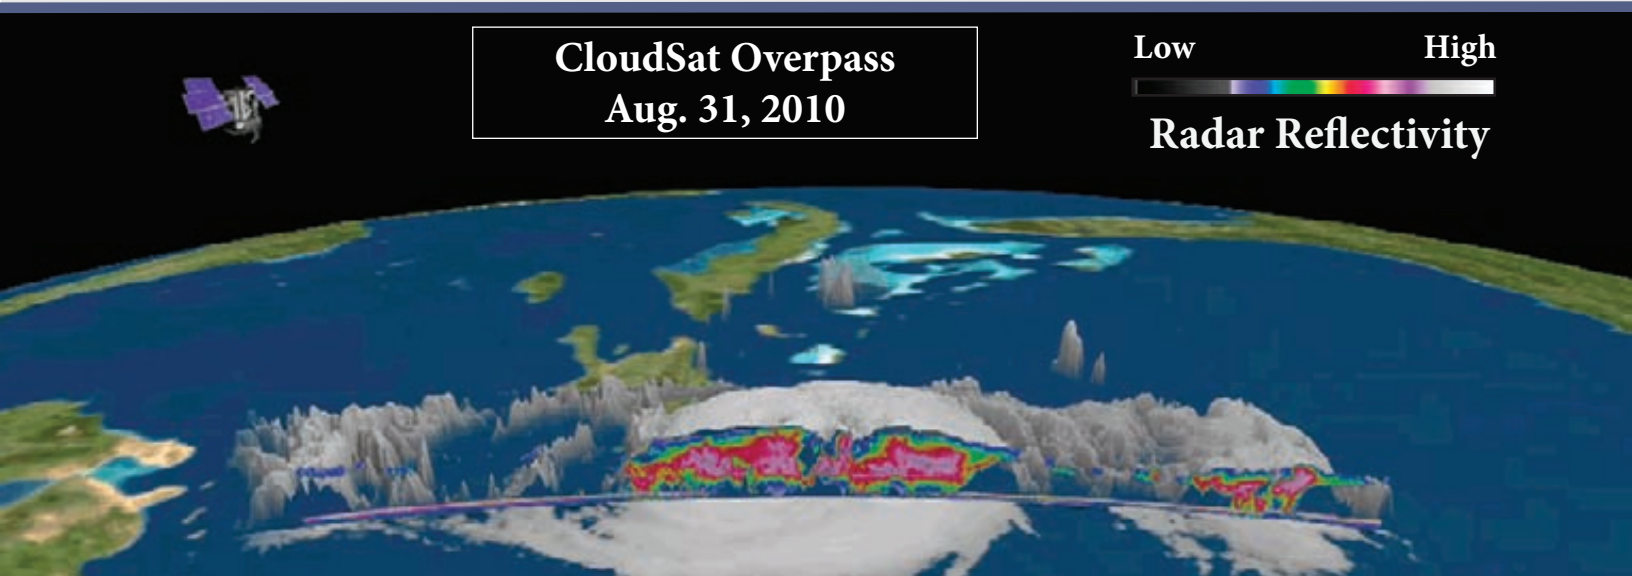 CloudSat Overpass
Aug. 31, 2010
Low High
Radar Reflectivity